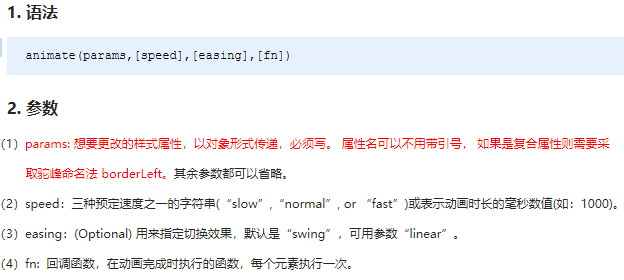 1. 语法
animate(params,[speed],[easing],[fn])
2. 参数
（1）params: 想要更改的样式属性，以对象形式传递，必须写。 属性名可以不用带引号， 如果是复合属性则需要采
取驼峰命名法 borderLeft。其余参数都可以省略。
（2）speed：三种预定速度之一的字符串(“slow”,“normal”, or “fast”)或表示动画时长的毫秒数值(如：1000)。
（3）easing：(Optional) 用来指定切换效果，默认是“swing”，可用参数“linear”。
（4）fn: 回调函数，在动画完成时执行的函数，每个元素执行一次。